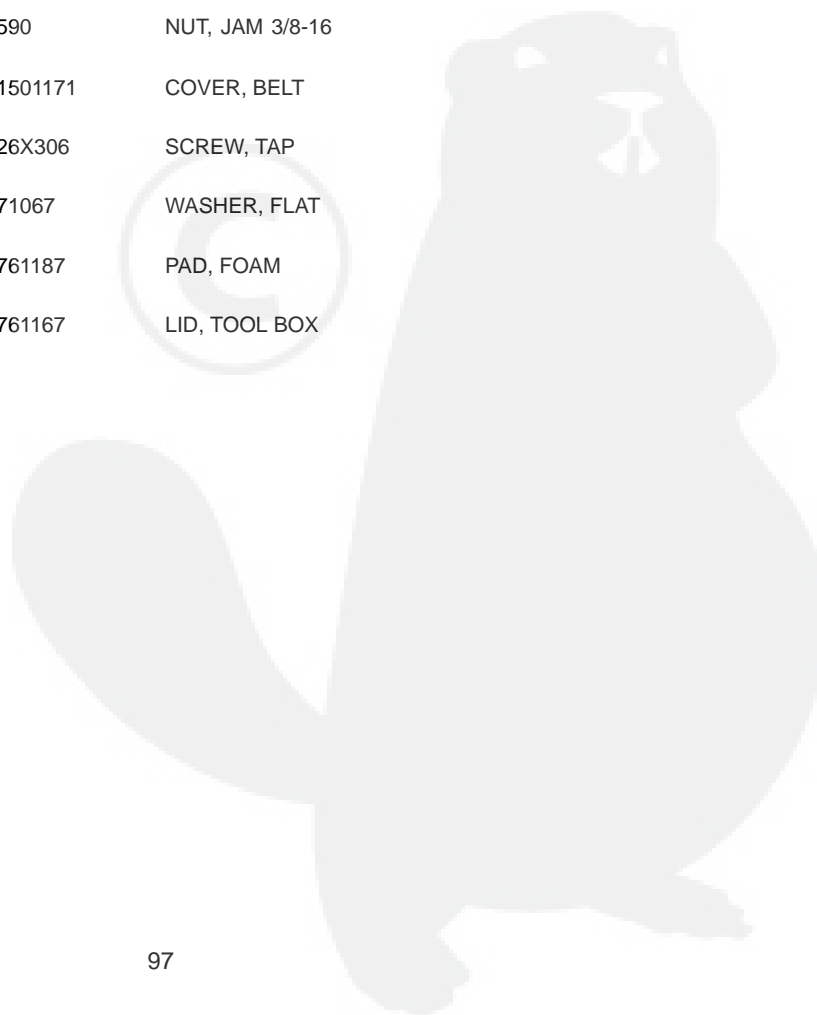 590 NUT, JAM 3/8-16
1501171 COVER, BELT
26X306 SCREW, TAP
71067 WASHER, FLAT
761187 PAD, FOAM
761167 LID, TOOL BOX
©
97